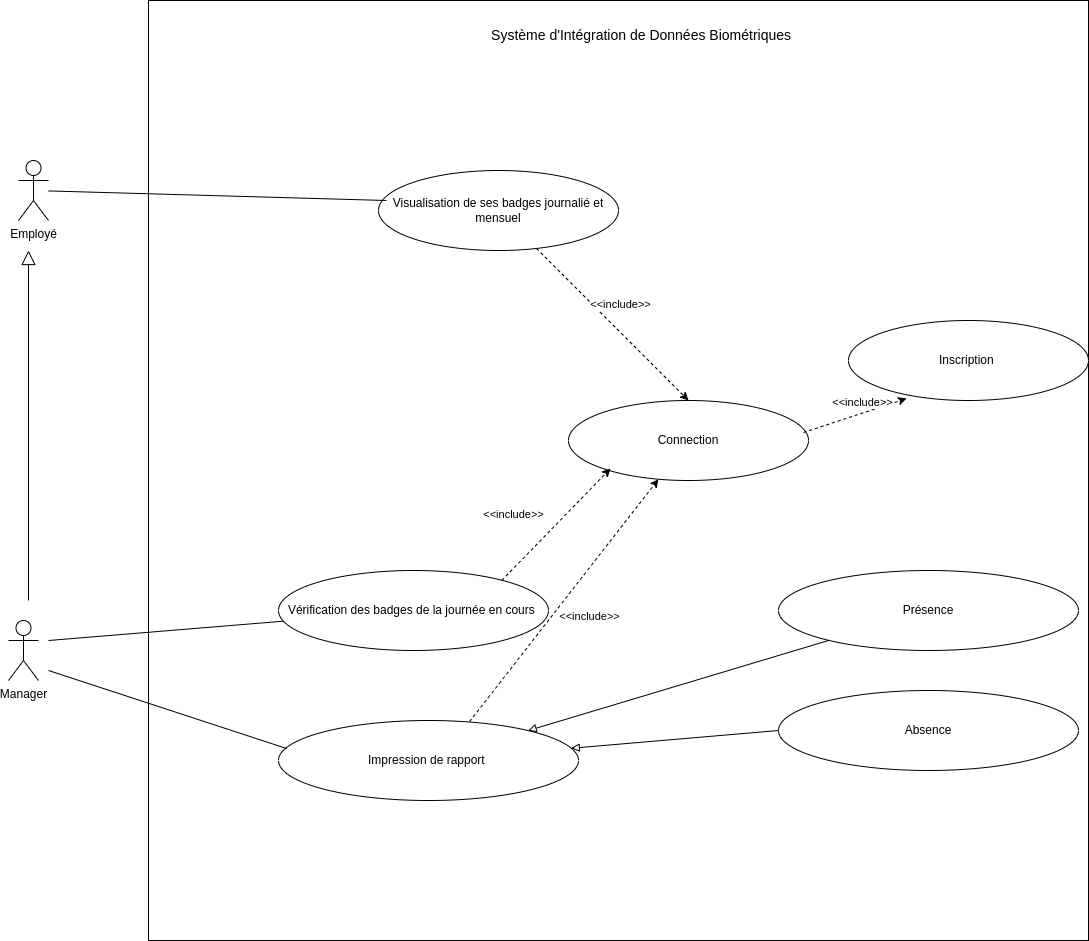 Système d'Intégration de Données Biométriques
Employé
Visualisation de ses badges journalié et
mensuel
<<include>>
Inscription
<<include>>
Connection
<<include>>
Vérification des badges de la journée en cours
<<include>>
Présence
Manager
Impression de rapport
Absence